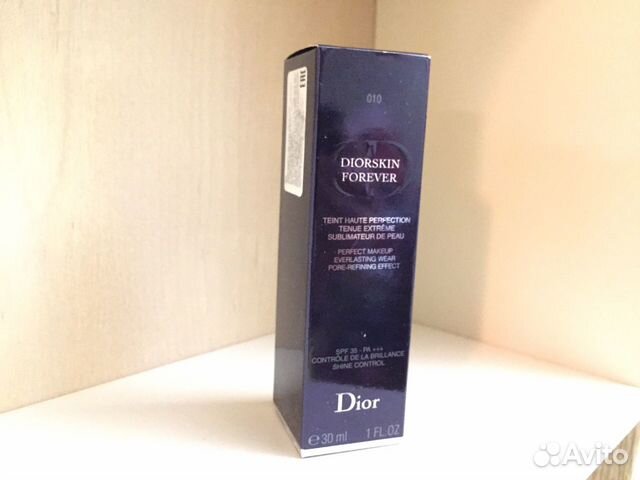 010
DIORSKIN
FOREVER
TEINT HAUTE PERFECTION
TENUE EXTRÊME
SUBLIMATEUR DE PEAU
PERFECT MAKEUP
EVERLASTING WEAR
PORE-REFINING EFFECT
SPF 35 - PA +++
CONTRÔLE DE LA BRILLANCE
SHINE CONTROL
Dior
e 30 ml 1 FL.OZ
Avito